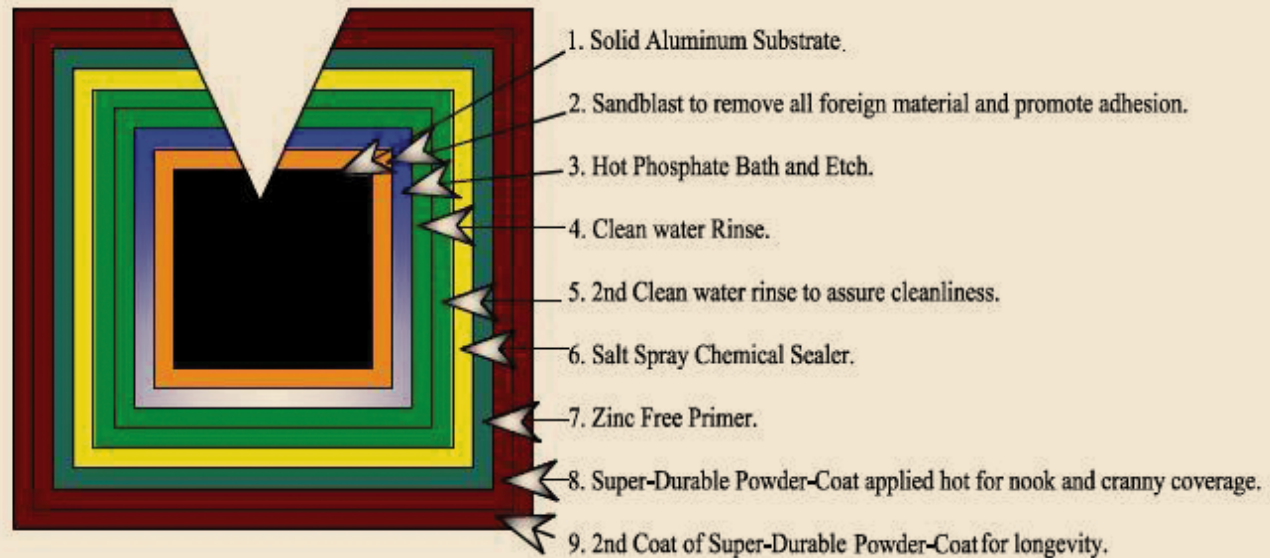 1. Solid Aluminum Substrate.
2. Sandblast to remove all foreign material and promote adhesion.
3. Hot Phosphate Bath and Etch.
4. Clean water Rinse.
5. 2nd Clean water rinse to assure cleanliness.
6. Salt Spray Chemical Sealer.
7. Zinc Free Primer.
8. Super-Durable Powder-Coat applied hot for nook and cranny coverage.
9. 2nd Coat of Super-Durable Powder-Coat for longevity.